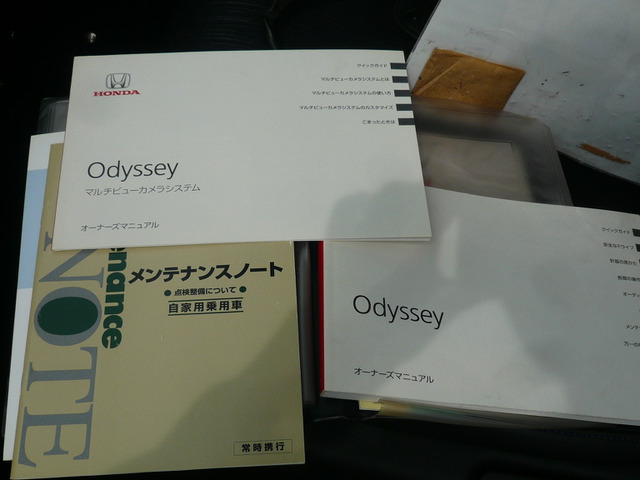 HONDA
クイックガイド
マルチビューカメラシステムとは
マルチビューカメラシステムの使い方
マルチビューカメラシステムのカスタマイズ
こまったときは
Odyssey
マルチビューカメラシステム
オーナーズマニュアル
NOTE
メンテナンスノート
●点検整備について●
自家用乗用車
常時携行
クイックガイド
安全なドライブ
Odyssey
オーナーズマニュアル